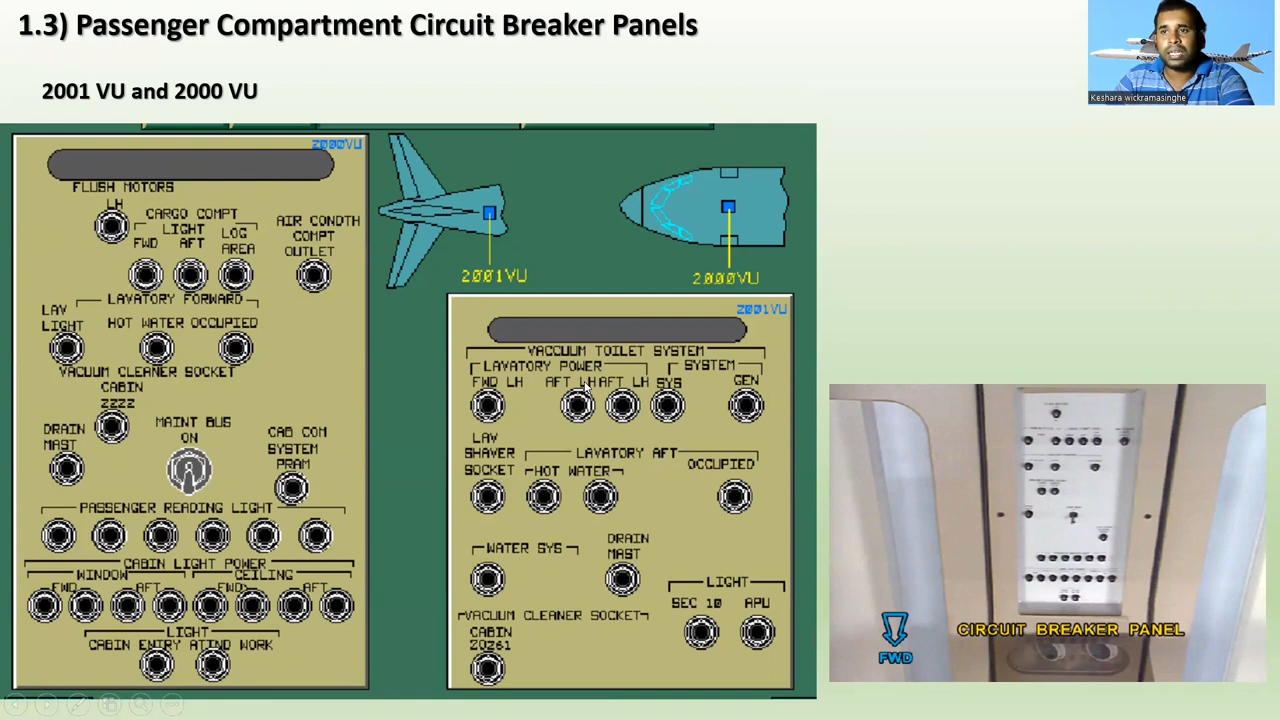 1.3) Passenger Compartment Circuit Breaker Panels
2001 VU and 2000 VU
Keshara wickramasinghe
2000VU
FLUSH MOTORS
LH
CARGO COMPT
LIGHT
FWD AFT LOG AREA
AIR CONDTH
COMPT
OUTLET
LAVATORY FORWARD
LAV
LIGHT
HOT WATER OCCUPIED
VACUUM CLEANER SOCKET
CABIN
ZZZZ
DRAIN
MAST
MAINT BUS
ON
CAB COM
SYSTEM
PRAM
PASSENGER READING LIGHT
CABIN LIGHT POWER
WINDOW CEILING
FWD AFT FWD AFT
LIGHT
CABIN ENTRY ATIND WORK
2001VU
2000VU
2001VU
VACCUUM TOILET SYSTEM
LAVATORY POWER SYSTEM
FWD LH AFT LH AFT LH SYS GEN
LAV
SHAVER
SOCKET
LAVATORY AFT
HOT WATER
OCCUPIED
WATER SYS
DRAIN
MAST
LIGHT
SEC 10 APU
VACUUM CLEANER SOCKET
CABIN
ZOZ61
CIRCUIT BREAKER PANEL
FWD